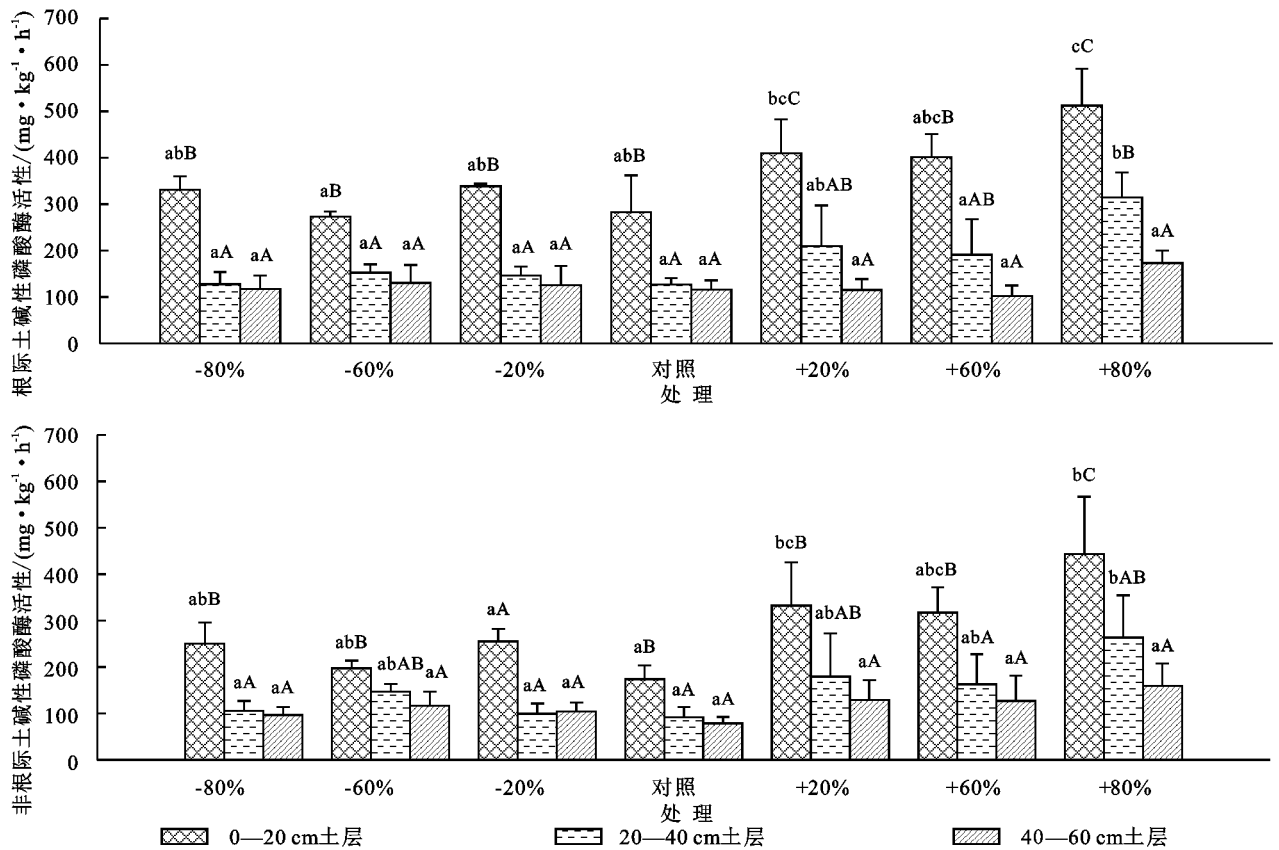 根际土碱性磷酸酶活性/(mg·kg⁻¹·h⁻¹)
700
600
500
400
300
200
100
0
abB aA aA
aB aA aA
abB aA aA
abB aA aA
bcC abAB aA
abcB aAB aA
cC bB aA
-80% -60% -20% 对照 +20% +60% +80%
处 理
非根际土碱性磷酸酶活性/(mg·kg⁻¹·h⁻¹)
700
600
500
400
300
200
100
0
abB aA aA
abB abAB aA
aA aA aA
aB aA aA
bcB abAB aA
abcB abA aA
bC bAB aA
-80% -60% -20% 对照 +20% +60% +80%
处 理
0—20 cm土层 20—40 cm土层 40—60 cm土层